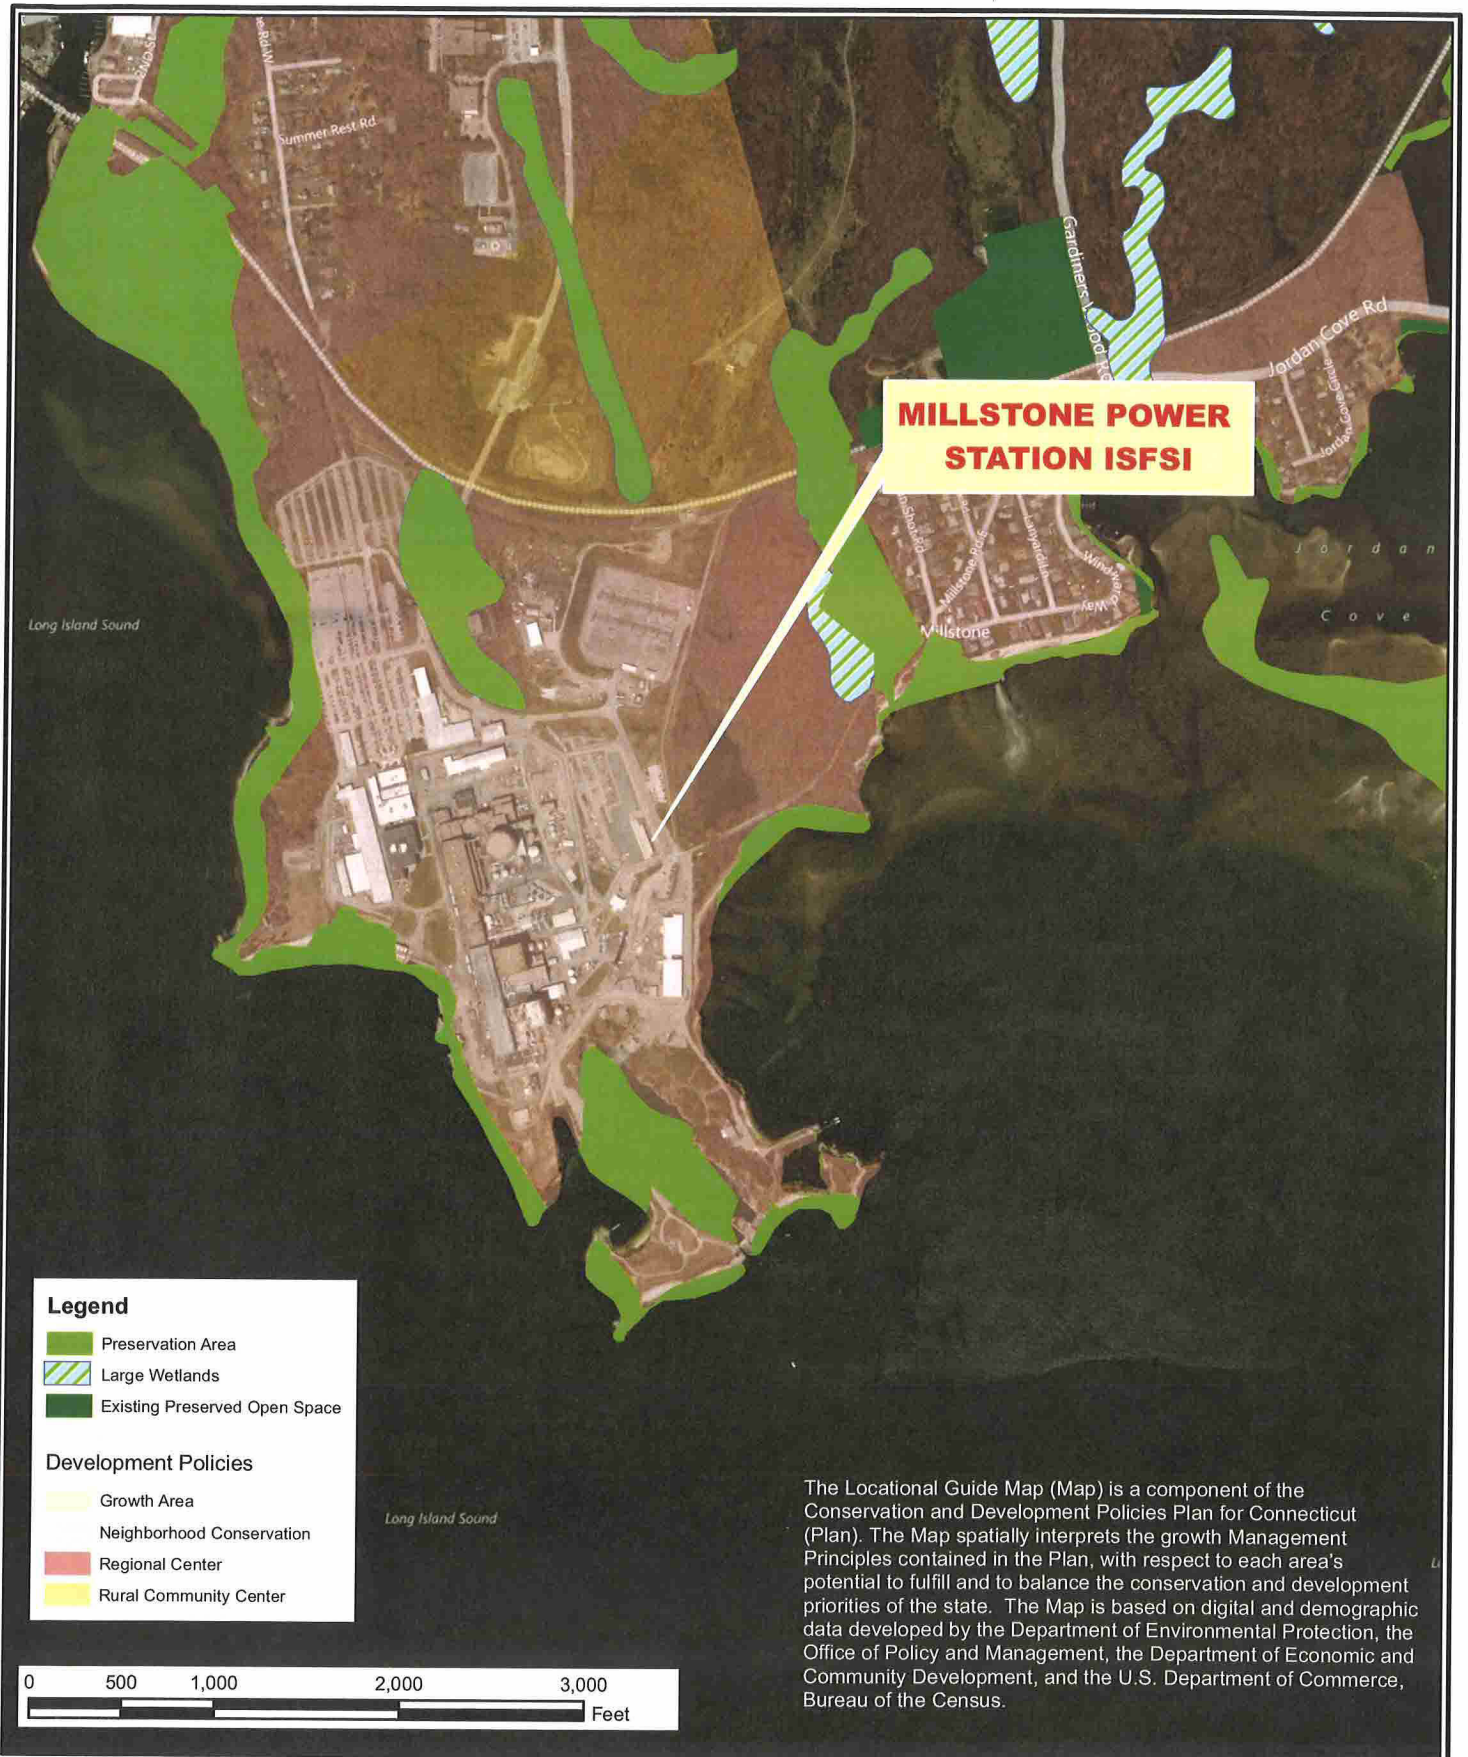 Summer Rest Rd
Gardiners Wood Rd
Jordan Cove Rd
Jordan Cove Circle
MILLSTONE POWER
STATION ISFSI
Millstone
Windward
Way
Jordan
Cove
Long Island Sound
Legend
Preservation Area
Large Wetlands
Existing Preserved Open Space
Development Policies
Growth Area
Neighborhood Conservation
Regional Center
Rural Community Center
Long Island Sound
The Locational Guide Map (Map) is a component of the
Conservation and Development Policies Plan for Connecticut
(Plan). The Map spatially interprets the growth Management
Principles contained in the Plan, with respect to each area's
potential to fulfill and to balance the conservation and development
priorities of the state. The Map is based on digital and demographic
data developed by the Department of Environmental Protection, the
Office of Policy and Management, the Department of Economic and
Community Development, and the U.S. Department of Commerce,
Bureau of the Census.
0 500 1,000 2,000 3,000
Feet